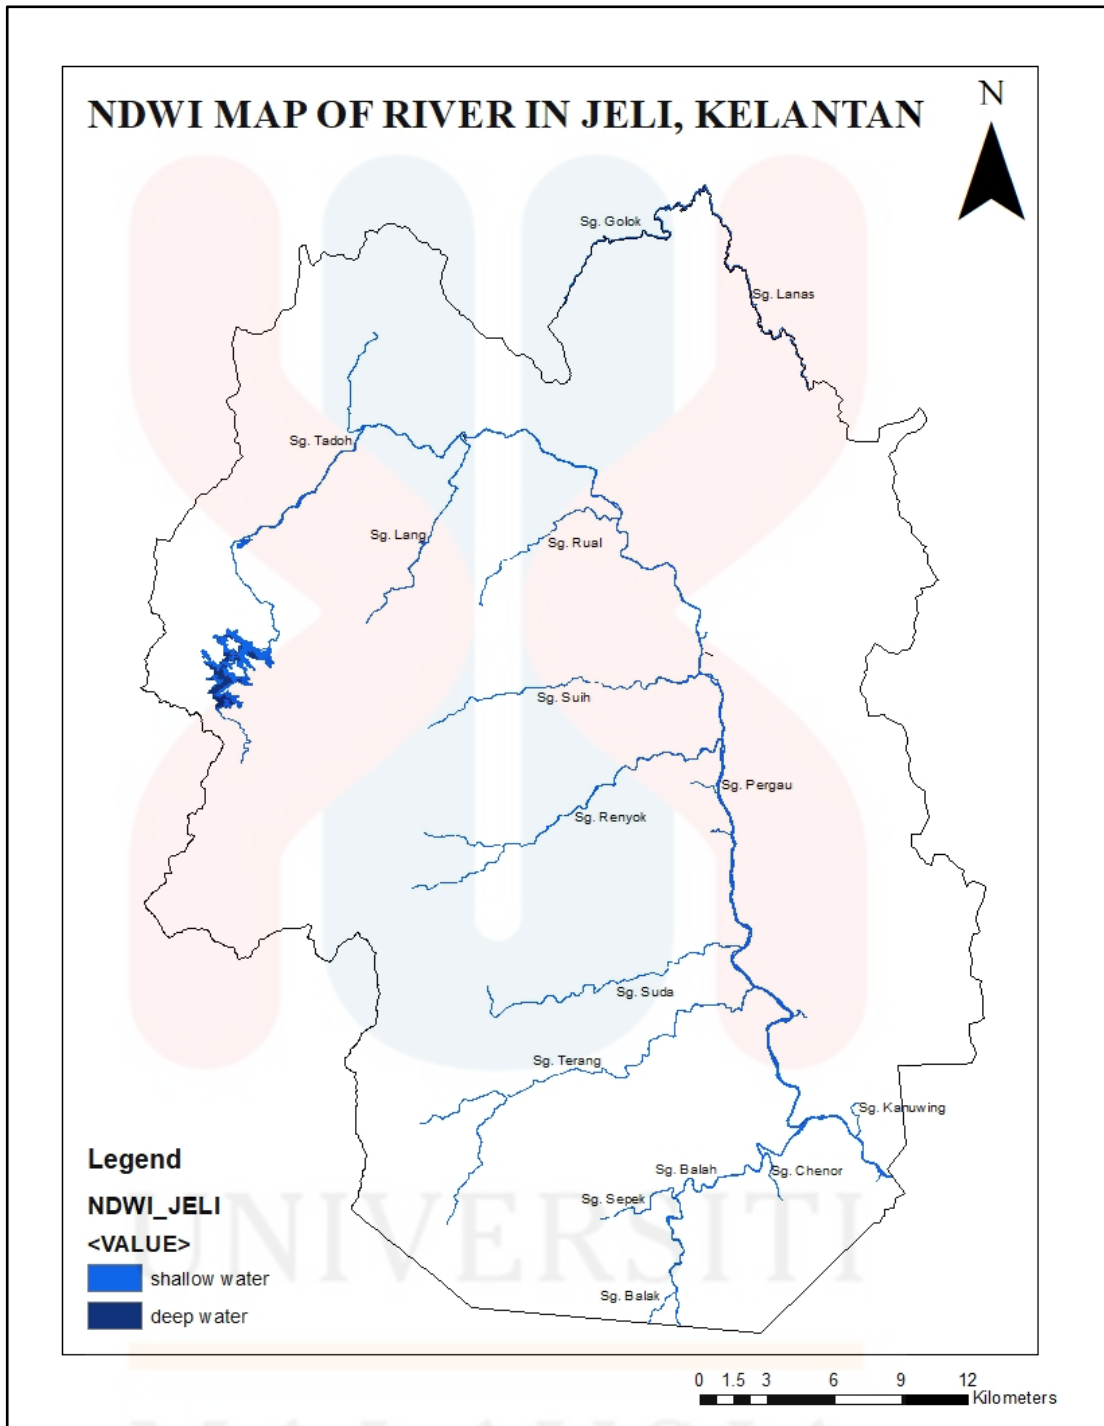 NDWI MAP OF RIVER IN JELI, KELANTAN
N
Sg. Golok
Sg. Lanas
Sg. Tadoh
Sg. Lang
Sg. Rual
Sg. Suih
Sg. Pergau
Sg. Renyok
Sg. Suda
Sg. Terang
Sg. Kanuwing
Sg. Balah
Sg. Chenor
Sg. Sepek
Sg. Balak
Legend
NDWI_JELI
<VALUE>
shallow water
deep water
UNIVERSITI
0 1.5 3 6 9 12
Kilometers
MALAYSIA